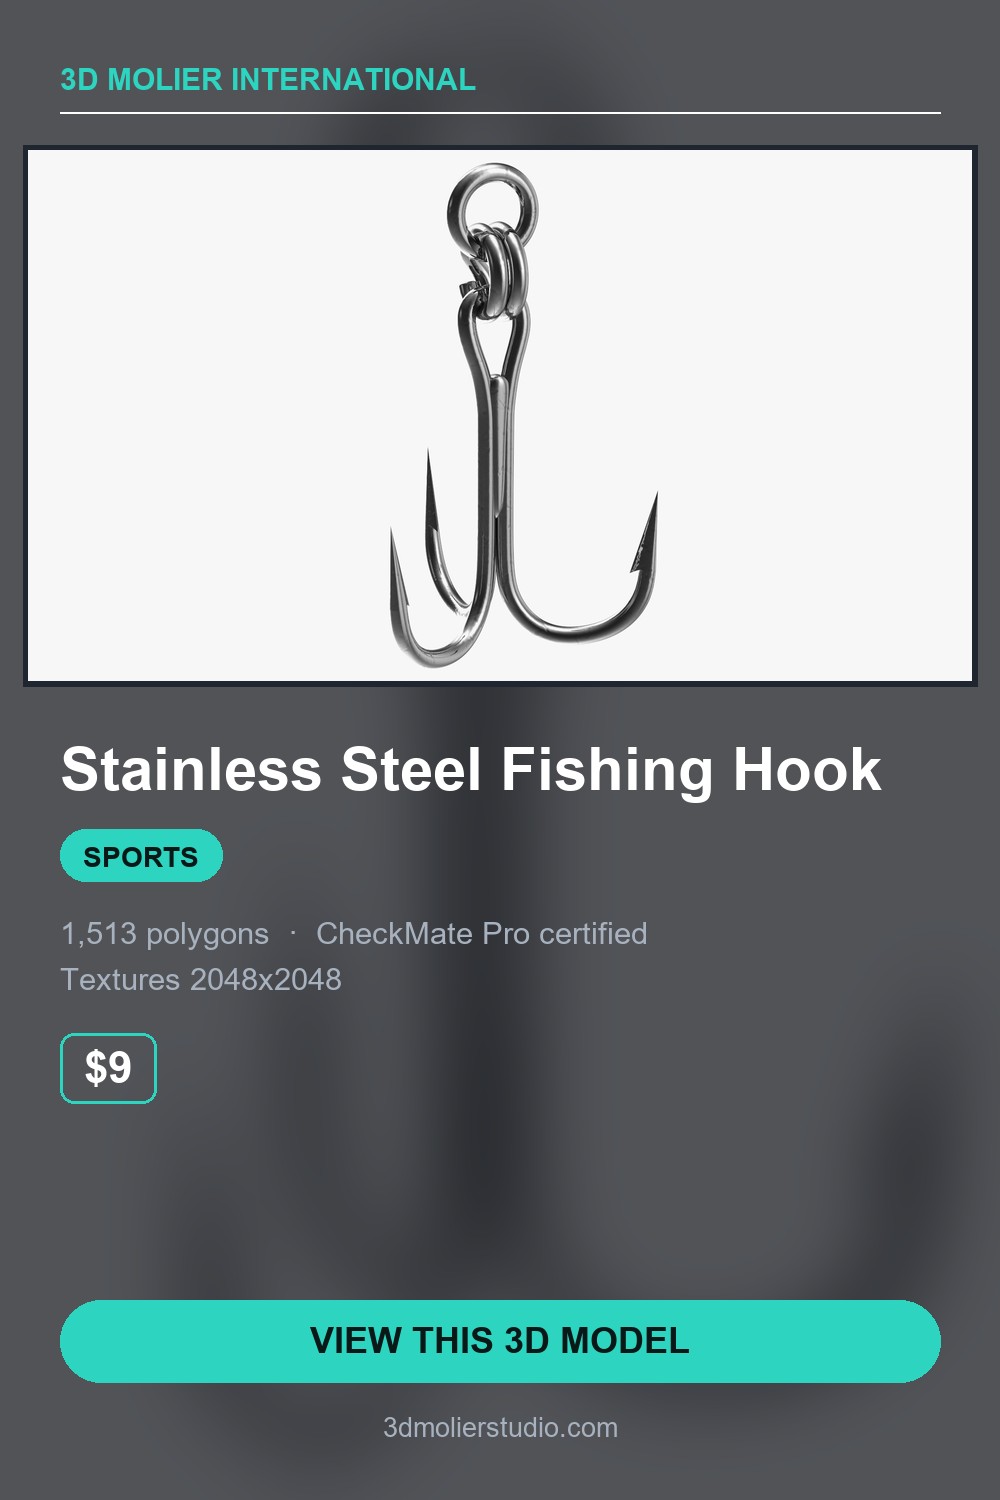 3D MOLIER INTERNATIONAL
Stainless Steel Fishing Hook
SPORTS
1,513 polygons · CheckMate Pro certified
Textures 2048x2048
$9
VIEW THIS 3D MODEL
3dmolierstudio.com